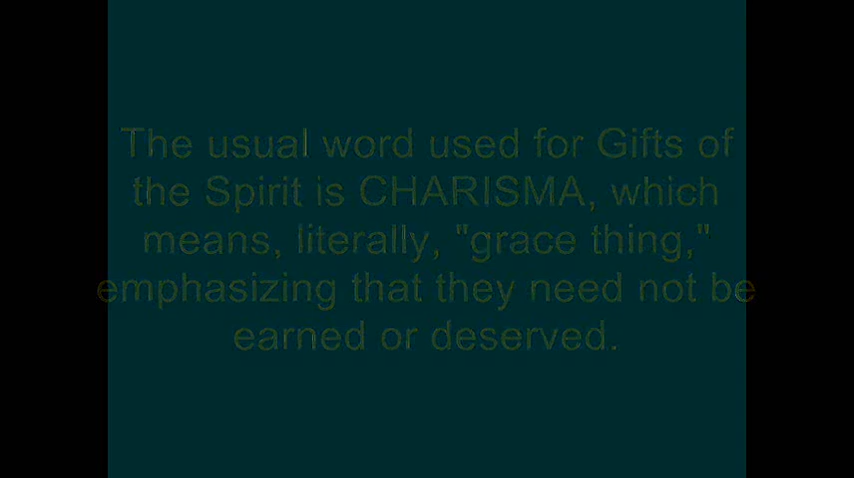 The usual word used for Gifts of
the Spirit is CHARISMA, which
means, literally, "grace thing,"
emphasizing that they need not be
earned or deserved.